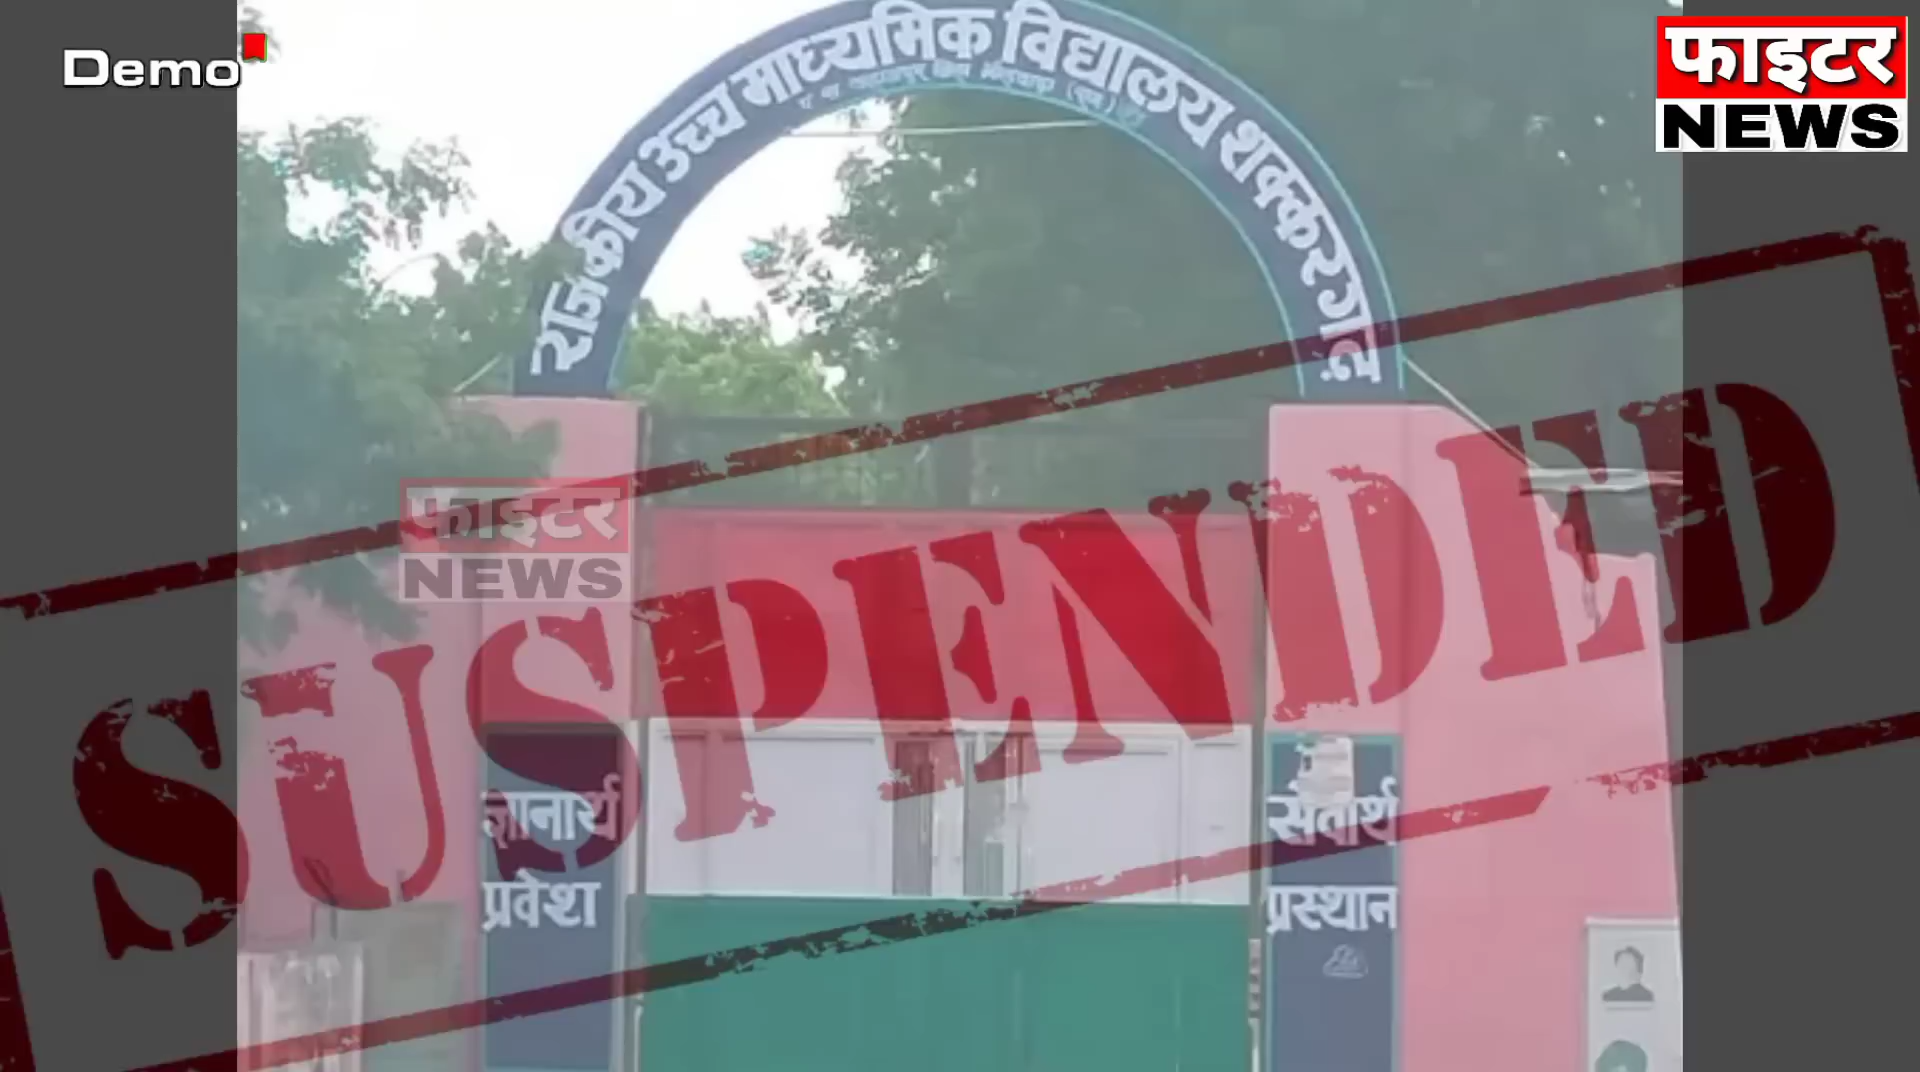 Demo
फाइटर
NEWS
राजकीय उच्च माध्यमिक विद्यालय शक्करगढ़
फाइटर
NEWS
SUSPENDED
ज्ञानार्थ
प्रवेश
सेवार्थ
प्रस्थान